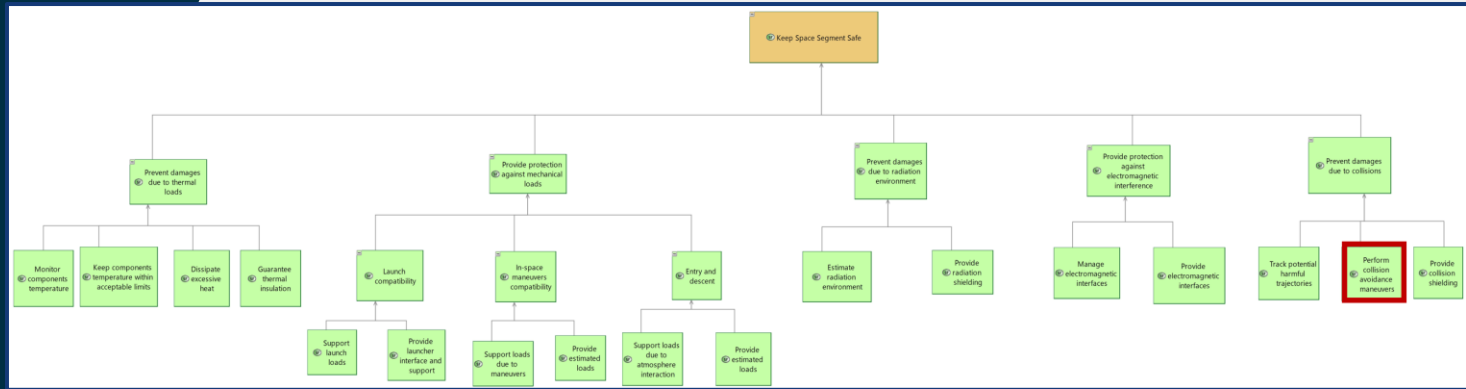 Keep Space Segment Safe
Prevent damages
due to thermal
loads
Provide protection
against mechanical
loads
Prevent damages
due to radiation
environment
Provide protection
against
electromagnetic
interference
Prevent damages
due to collisions
Monitor
components
temperature
Keep components
temperature within
acceptable limits
Dissipate
excessive
heat
Guarantee
thermal
insulation
Launch
compatibility
In-space
maneuvers
compatibility
Entry and
descent
Estimate
radiation
environment
Provide
radiation
shielding
Manage
electromagnetic
interfaces
Provide
electromagnetic
interfaces
Track potential
harmful
trajectories
Perform
collision
avoidance
maneuvers
Provide
collision
shielding
Support
launch
loads
Provide
launcher
interface and
support
Support loads
due to
maneuvers
Provide
estimated
loads
Support loads
due to
atmosphere
interaction
Provide
estimated
loads